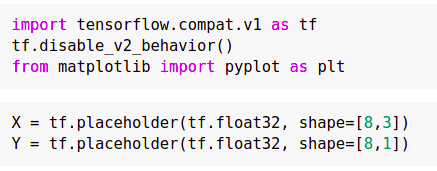 import tensorflow.compat.v1 as tf
tf.disable_v2_behavior()
from matplotlib import pyplot as plt
X = tf.placeholder(tf.float32, shape=[8,3])
Y = tf.placeholder(tf.float32, shape=[8,1])